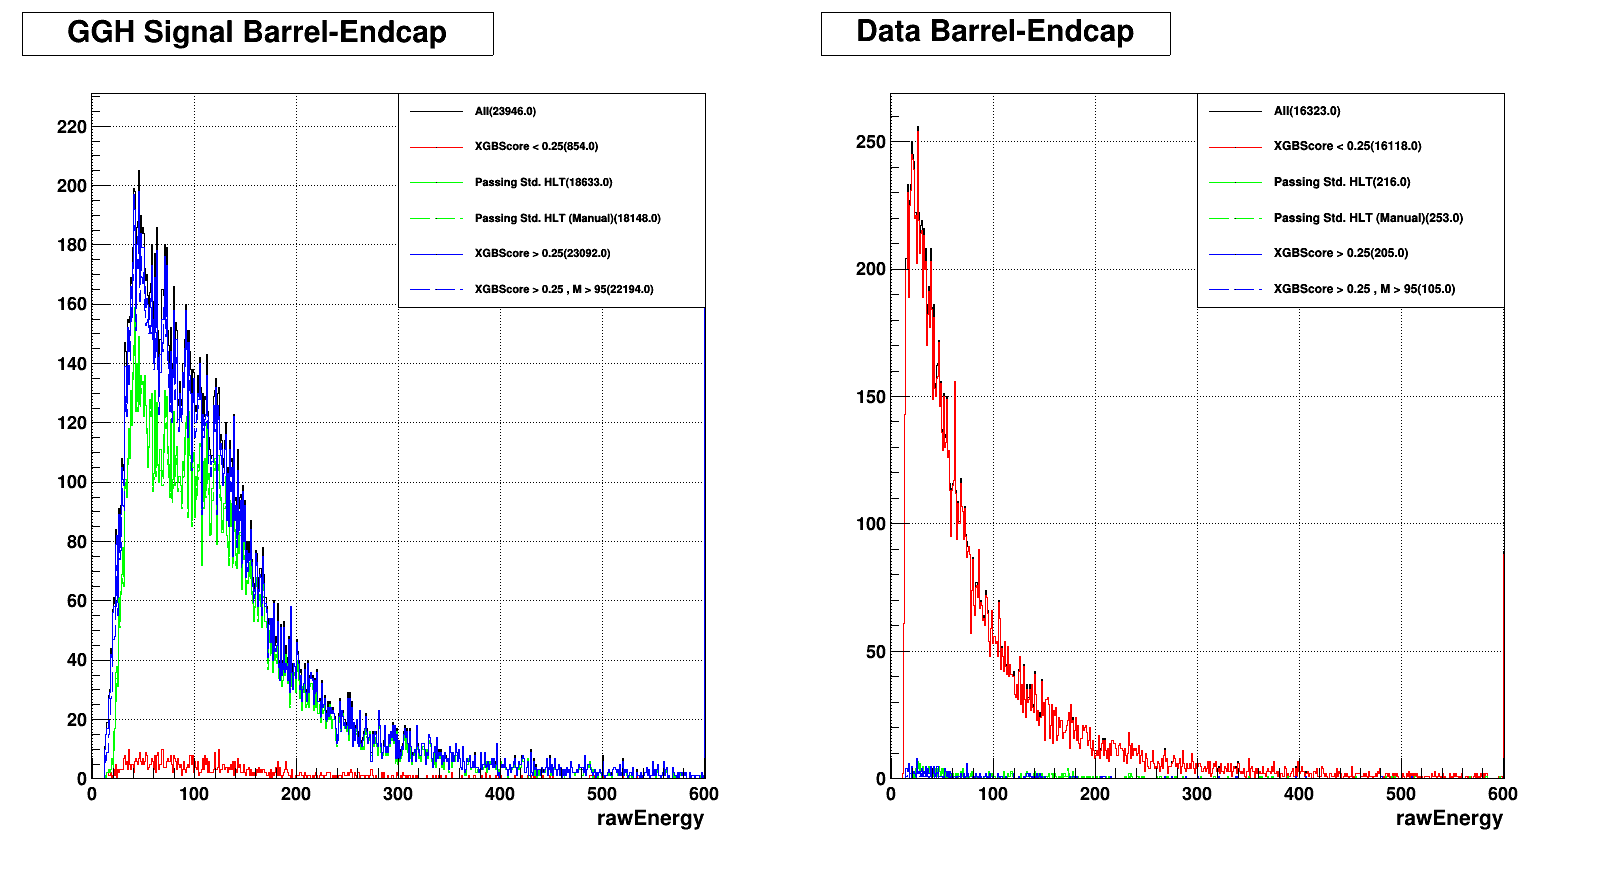 GGH Signal Barrel-Endcap
All(23946.0)
XGBScore < 0.25(854.0)
Passing Std. HLT(18633.0)
Passing Std. HLT (Manual)(18148.0)
XGBScore > 0.25(23092.0)
XGBScore > 0.25 , M > 95(22194.0)
220
200
180
160
140
120
100
80
60
40
20
0
0 100 200 300 400 500 600
rawEnergy
Data Barrel-Endcap
All(16323.0)
XGBScore < 0.25(16118.0)
Passing Std. HLT(216.0)
Passing Std. HLT (Manual)(253.0)
XGBScore > 0.25(205.0)
XGBScore > 0.25 , M > 95(105.0)
250
200
150
100
50
0
0 100 200 300 400 500 600
rawEnergy